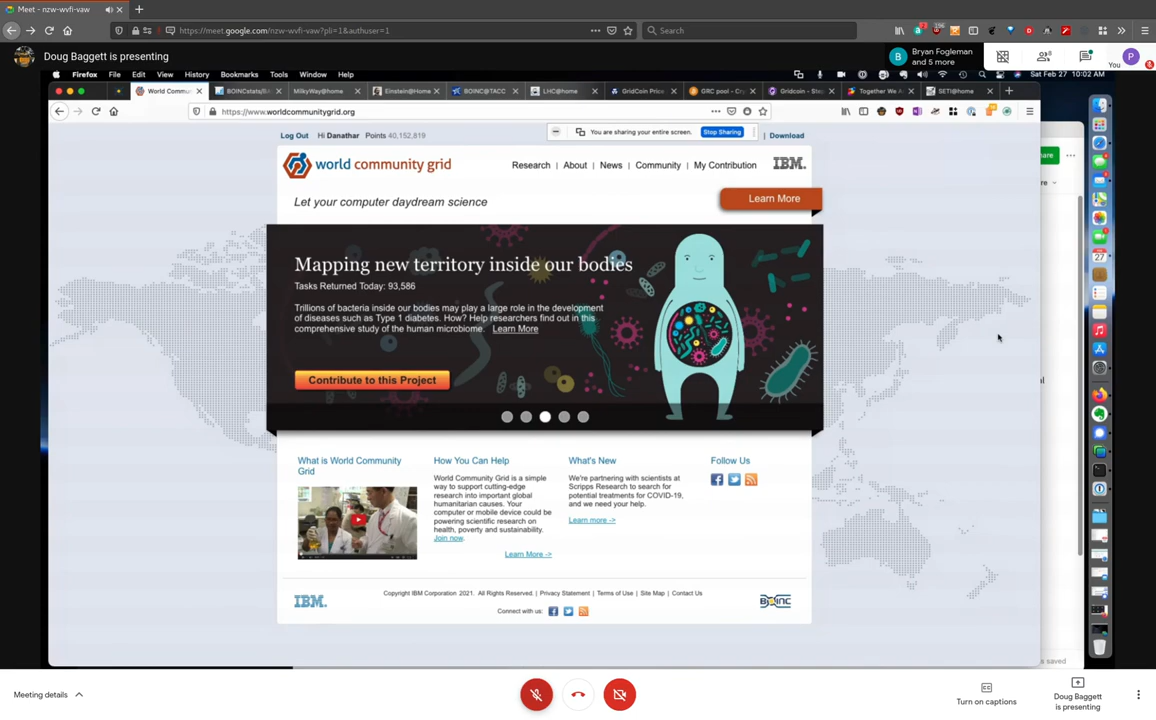 Meet - nzw-wvfi-vaw
https://meet.google.com/nzw-wvfi-vaw?pli=1&authuser=1
Search
Doug Baggett is presenting
Bryan Fogleman
and 5 more
B
P
You
Firefox File Edit View History Bookmarks Tools Window Help
Sat Feb 27 10:02 AM
World Commun
BOINCstats/BA
MilkyWay@home
Einstein@Home
BOINC@TACC
LHC@home
GridCoin Price
GRC pool - Cry
Gridcoin - Sho
Together We A
SETI@home
https://www.worldcommunitygrid.org
Log Out Hi Danathar Points 40,152,819
You are sharing your entire screen. Stop Sharing
Download
world community grid
Research | About | News | Community | My Contribution
IBM.
Let your computer daydream science
Learn More
Mapping new territory inside our bodies
Tasks Returned Today: 93,586
Trillions of bacteria inside our bodies may play a large role in the development
of diseases such as Type 1 diabetes. How? Help researchers find out in this
comprehensive study of the human microbiome. Learn More
Contribute to this Project
What is World Community
Grid
How You Can Help
World Community Grid is a simple
way to support cutting-edge
research into important global
humanitarian causes. Your
computer or mobile device could be
powering scientific research on
health, poverty and sustainability.
Join now.
Learn More ->
What's New
We're partnering with scientists at
Scripps Research to search for
potential treatments for COVID-19,
and we need your help.
Learn more ->
Follow Us
IBM.
Copyright IBM Corporation 2021. All Rights Reserved. | Privacy Statement | Terms of Use | Site Map | Contact Us
Connect with us:
BOINC
Meeting details
Turn on captions
Doug Baggett
is presenting